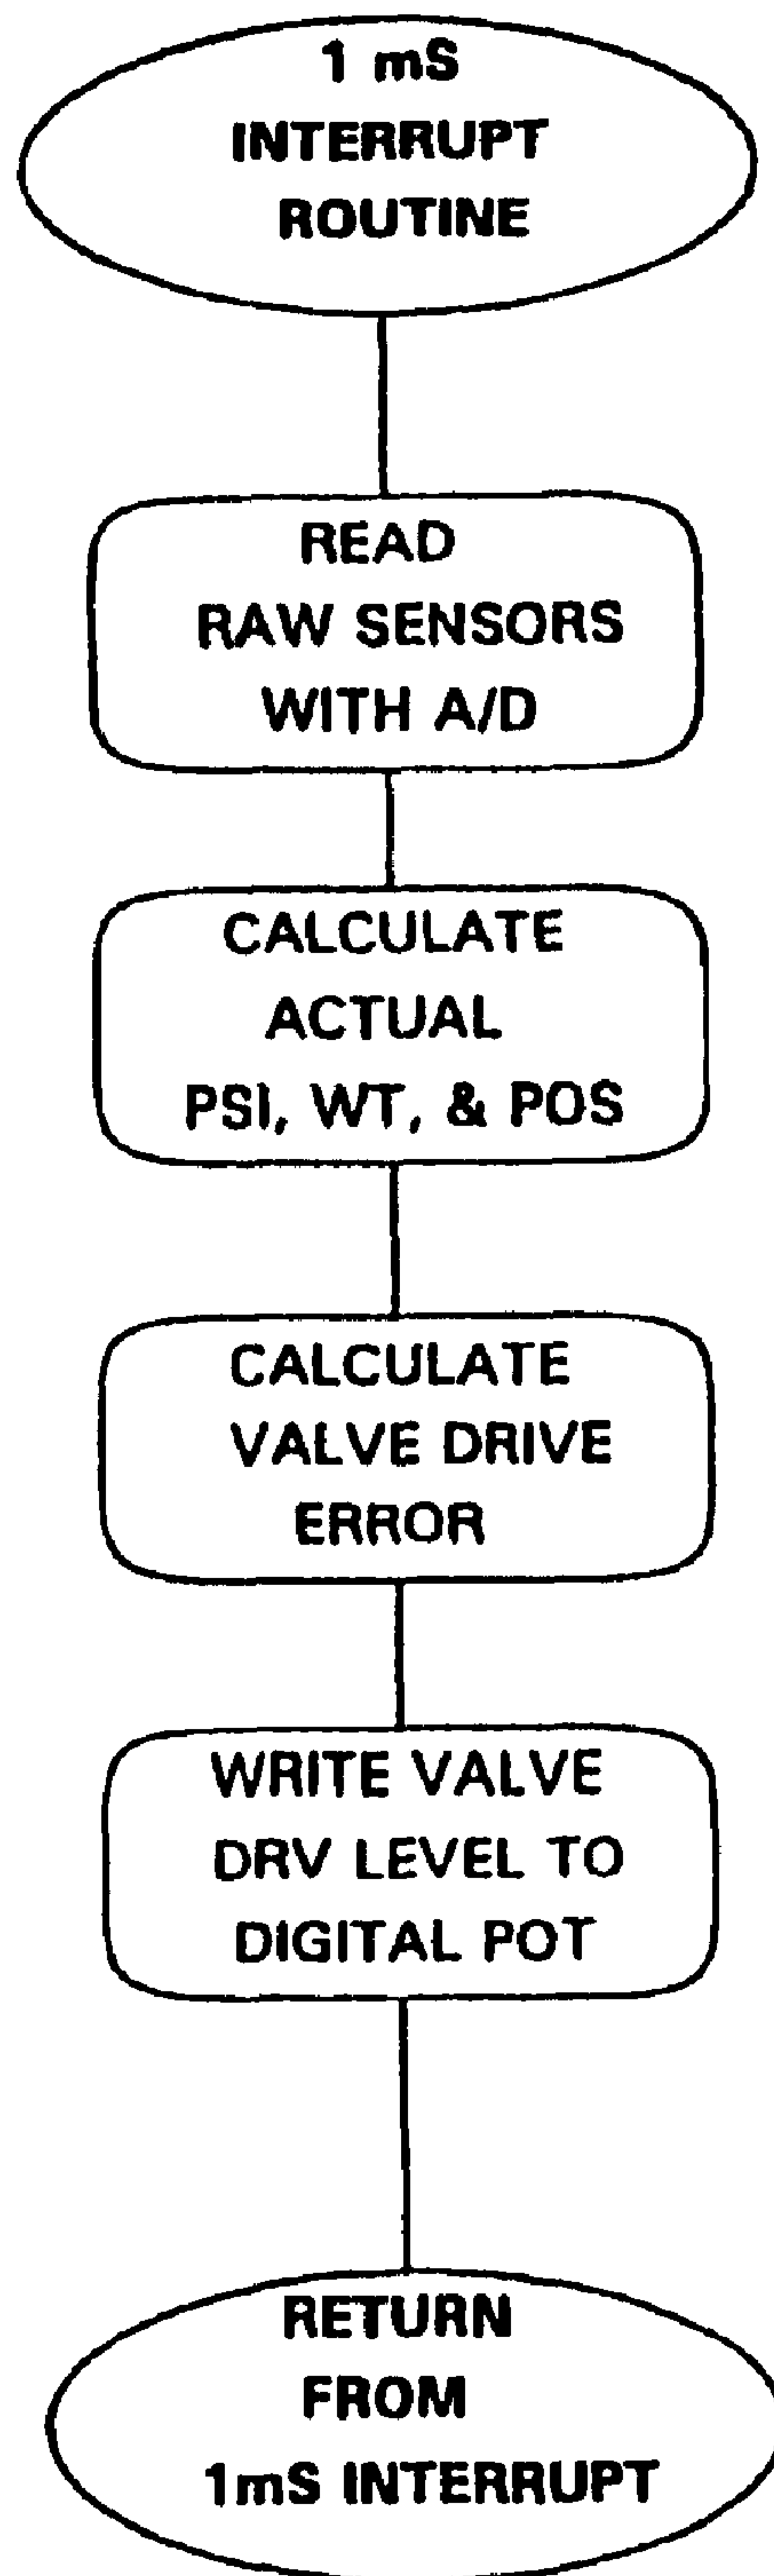 1 mS
INTERRUPT
ROUTINE
READ
RAW SENSORS
WITH A/D
CALCULATE
ACTUAL
PSI, WT, & POS
CALCULATE
VALVE DRIVE
ERROR
WRITE VALVE
DRV LEVEL TO
DIGITAL POT
RETURN
FROM
1mS INTERRUPT